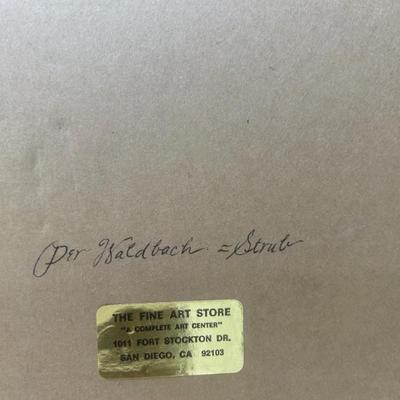 Der Waldbach = Strub
THE FINE ART STORE
"A COMPLETE ART CENTER"
1011 FORT STOCKTON DR.
SAN DIEGO, CA 92103